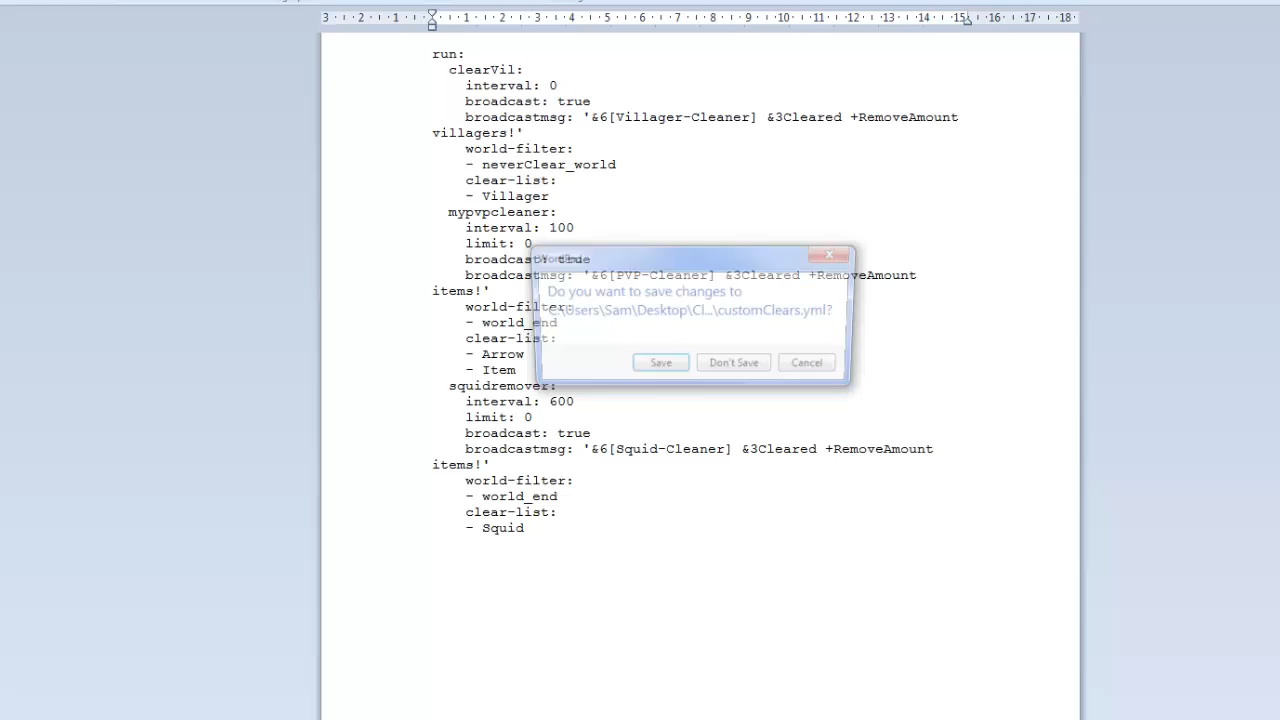 3 2 1 1 2 3 4 5 6 7 8 9 10 11 12 13 14 15 16 17 18
run:
  clearVil:
    interval: 0
    broadcast: true
    broadcastmsg: '&6[Villager-Cleaner] &3Cleared +RemoveAmount
villagers!'
    world-filter:
    - neverClear_world
    clear-list:
    - Villager
  mypvpcleaner:
    interval: 100
    limit: 0
    broadcast: true
    broadcastmsg: '&6[PVP-Cleaner] &3Cleared +RemoveAmount
items!'
    world-filter:
    - world_end
    clear-list:
    - Arrow
    - Item
  squidremover:
    interval: 600
    limit: 0
    broadcast: true
    broadcastmsg: '&6[Squid-Cleaner] &3Cleared +RemoveAmount
items!'
    world-filter:
    - world_end
    clear-list:
    - Squid
Do you want to save changes to
C:\Users\Sam\Desktop\Cl...\customClears.yml?
Save Don't Save Cancel